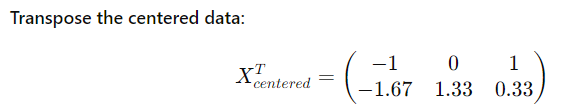 Transpose the centered data:
X^T_centered = ( −1 0 1
−1.67 1.33 0.33 )